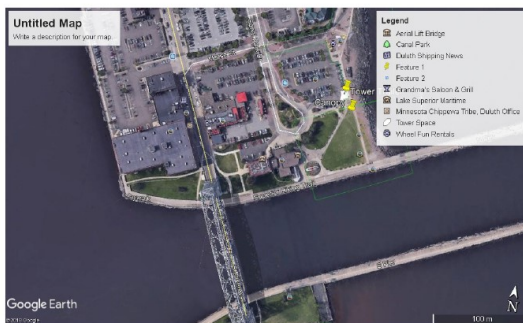 Untitled Map
Write a description for your map.
Legend
Aerial Lift Bridge
Canal Park
Duluth Shipping News
Feature 1
Feature 2
Grandma's Saloon & Grill
Lake Superior Maritime
Minnesota Chippewa Tribe, Duluth Office
Tower Space
Wheel Fun Rentals
Tower
Canopy
Google Earth
N
100 m